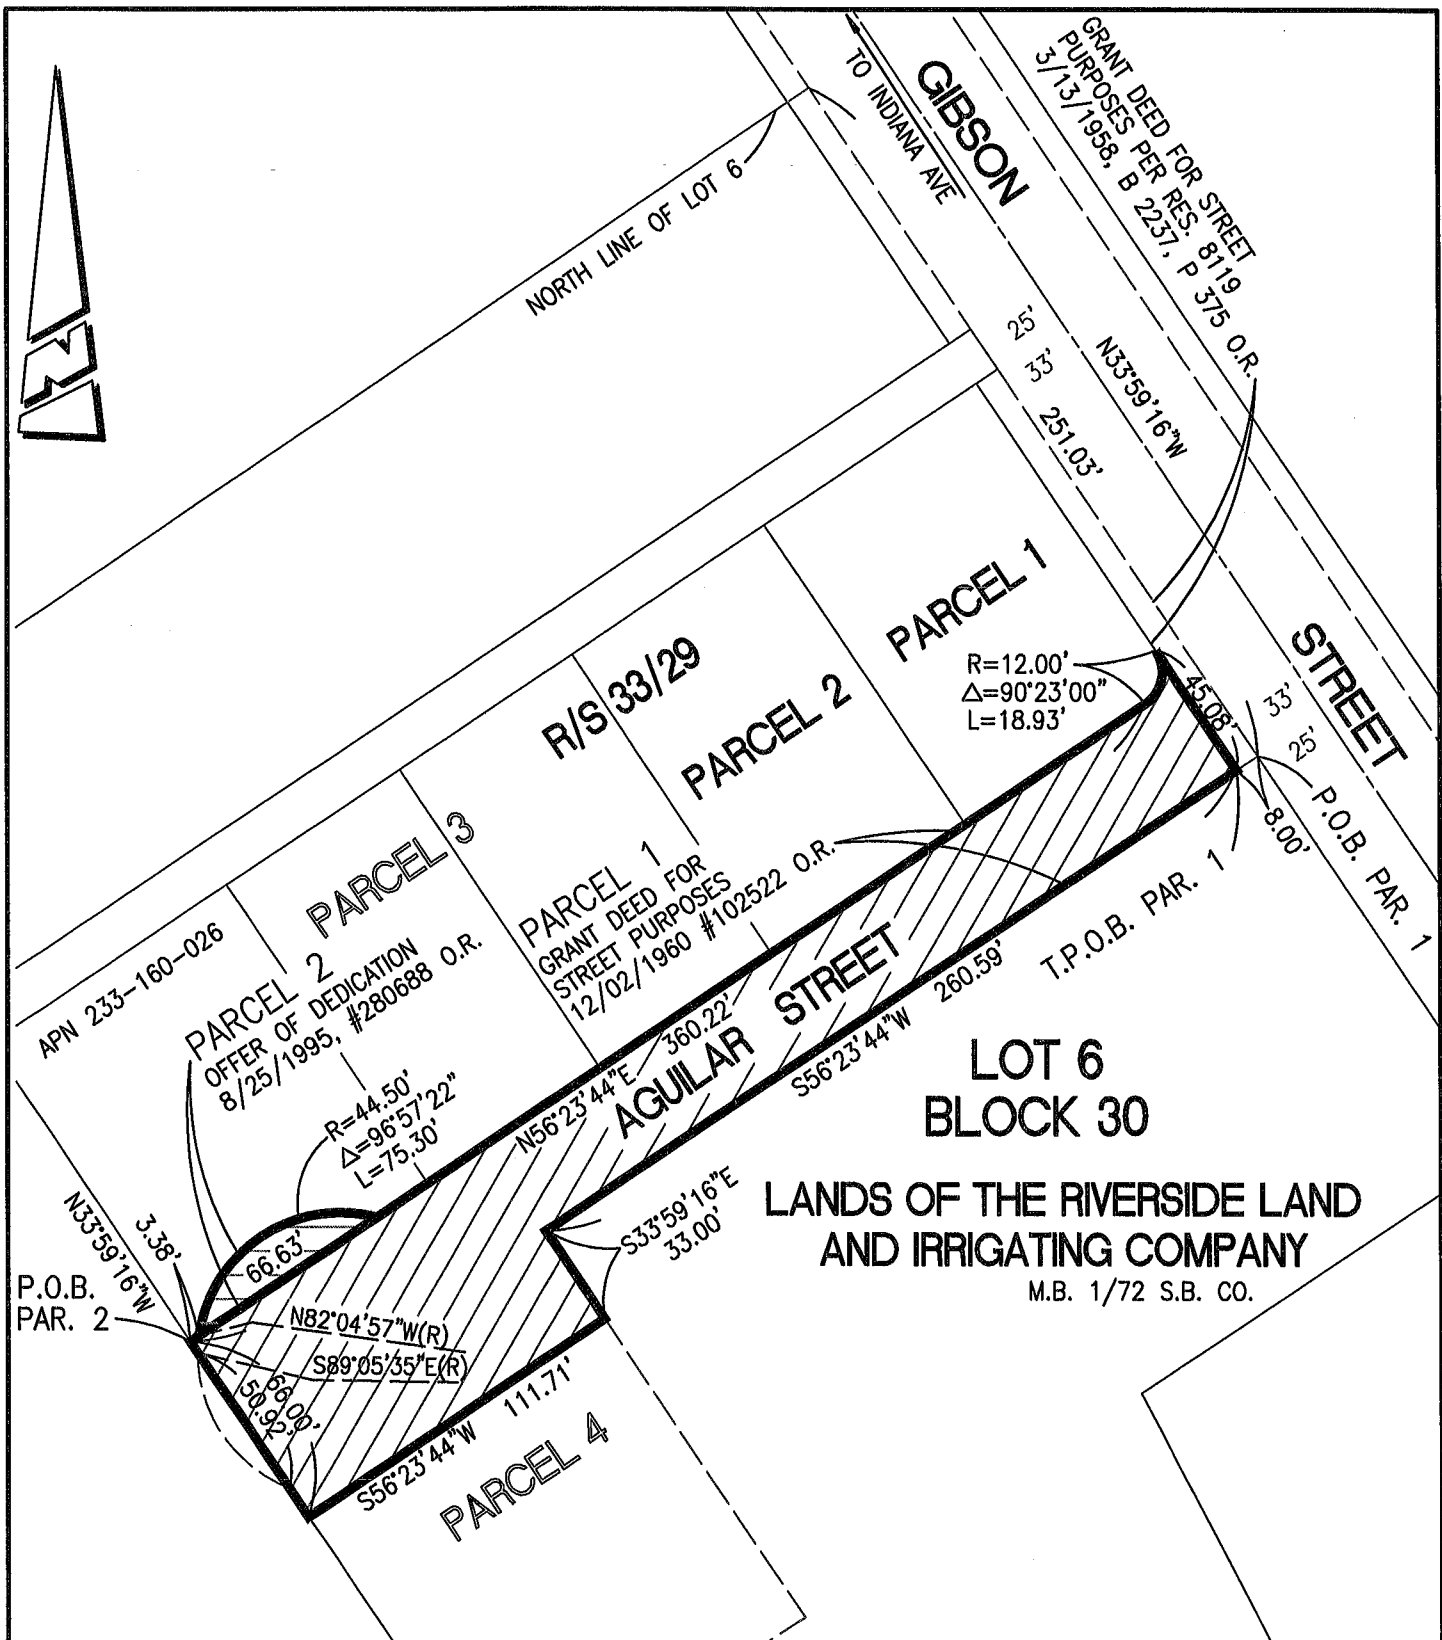 GRANT DEED FOR STREET
PURPOSES PER RES. 8119
3/13/1958, B 2237, P 375 O.R.
GIBSON
TO INDIANA AVE
NORTH LINE OF LOT 6
N
25'
33'
N33°59'16"W
251.03'
PARCEL 1
R/S 33/29
PARCEL 2
R=12.00'
Δ=90°23'00"
L=18.93'
STREET
45.08'
33'
25'
8.00'
P.O.B. PAR. 1
T.P.O.B. PAR. 1
PARCEL 3
PARCEL 1
GRANT DEED FOR
STREET PURPOSES
12/02/1960 #102522 O.R.
APN 233-160-026
PARCEL 2
OFFER OF DEDICATION
8/25/1995, #280688 O.R.
R=44.50'
Δ=96°57'22"
L=75.30'
N56°23'44"E 360.22'
AGUILAR STREET
S56°23'44"W 260.59'
LOT 6
BLOCK 30
LANDS OF THE RIVERSIDE LAND
AND IRRIGATING COMPANY
M.B. 1/72 S.B. CO.
S33°59'16"E
33.00'
N33°59'16"W
3.38'
66.63'
P.O.B.
PAR. 2
N82°04'57"W(R)
S89°05'35"E(R)
66.00'
50.92'
S56°23'44"W 111.71'
PARCEL 4